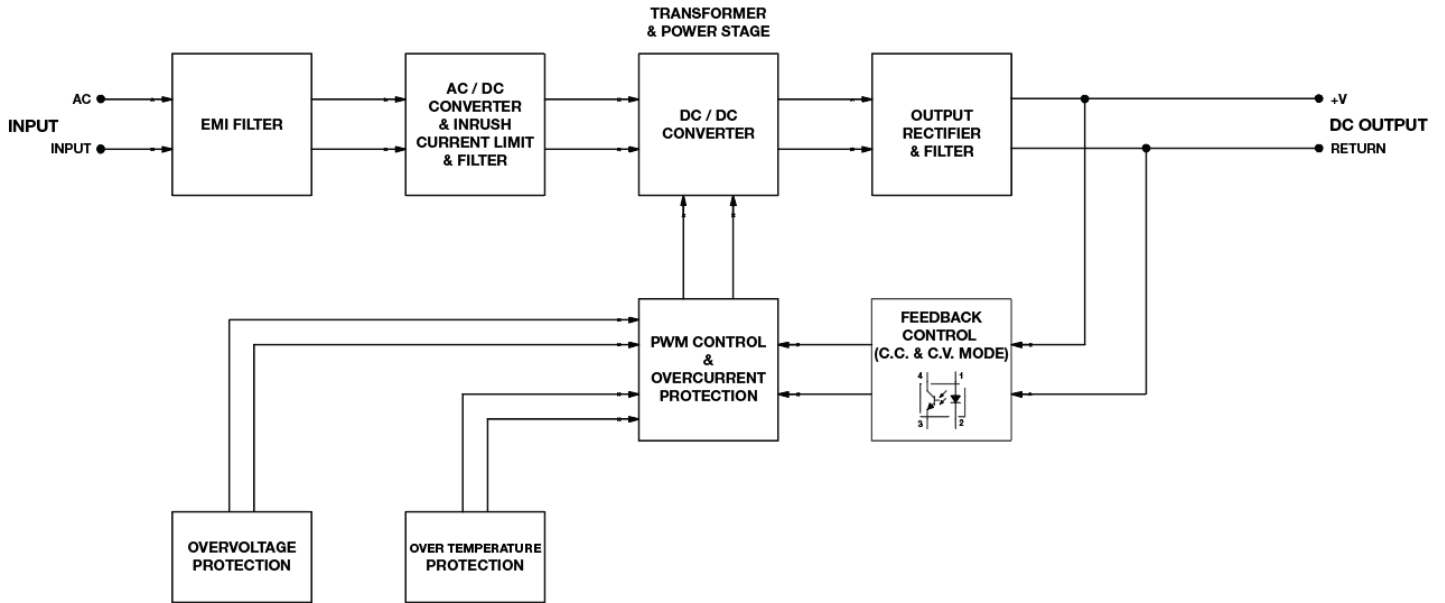 TRANSFORMER
& POWER STAGE
INPUT
AC
INPUT
EMI FILTER
AC / DC
CONVERTER
& INRUSH
CURRENT LIMIT
& FILTER
DC / DC
CONVERTER
OUTPUT
RECTIFIER
& FILTER
+V
DC OUTPUT
RETURN
PWM CONTROL
&
OVERCURRENT
PROTECTION
FEEDBACK
CONTROL
(C.C. & C.V. MODE)
4 1
3 2
OVERVOLTAGE
PROTECTION
OVER TEMPERATURE
PROTECTION